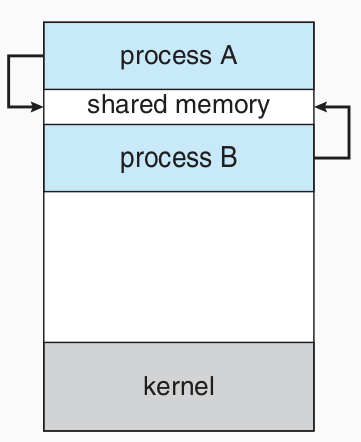 process A
shared memory
process B
kernel